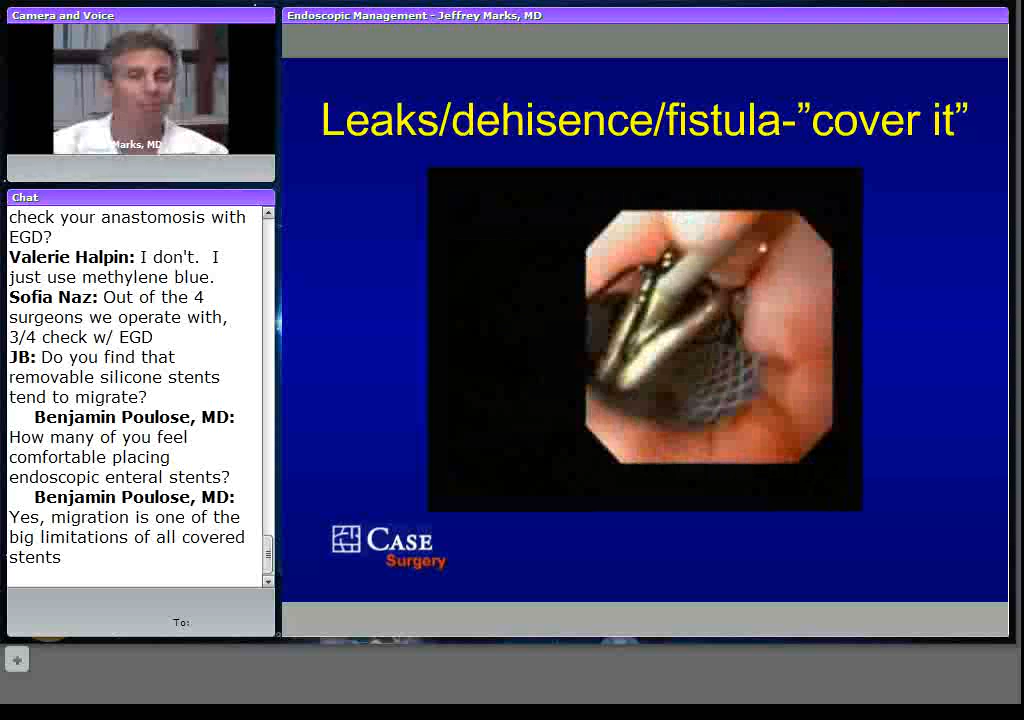 Camera and Voice
Marks, MD
Chat
check your anastomosis with
EGD?
Valerie Halpin: I don't.  I
just use methylene blue.
Sofia Naz: Out of the 4
surgeons we operate with,
3/4 check w/ EGD
JB: Do you find that
removable silicone stents
tend to migrate?
Benjamin Poulose, MD:
How many of you feel
comfortable placing
endoscopic enteral stents?
Benjamin Poulose, MD:
Yes, migration is one of the
big limitations of all covered
stents
To:
Endoscopic Management - Jeffrey Marks, MD
Leaks/dehisence/fistula-”cover it”
CASE
Surgery